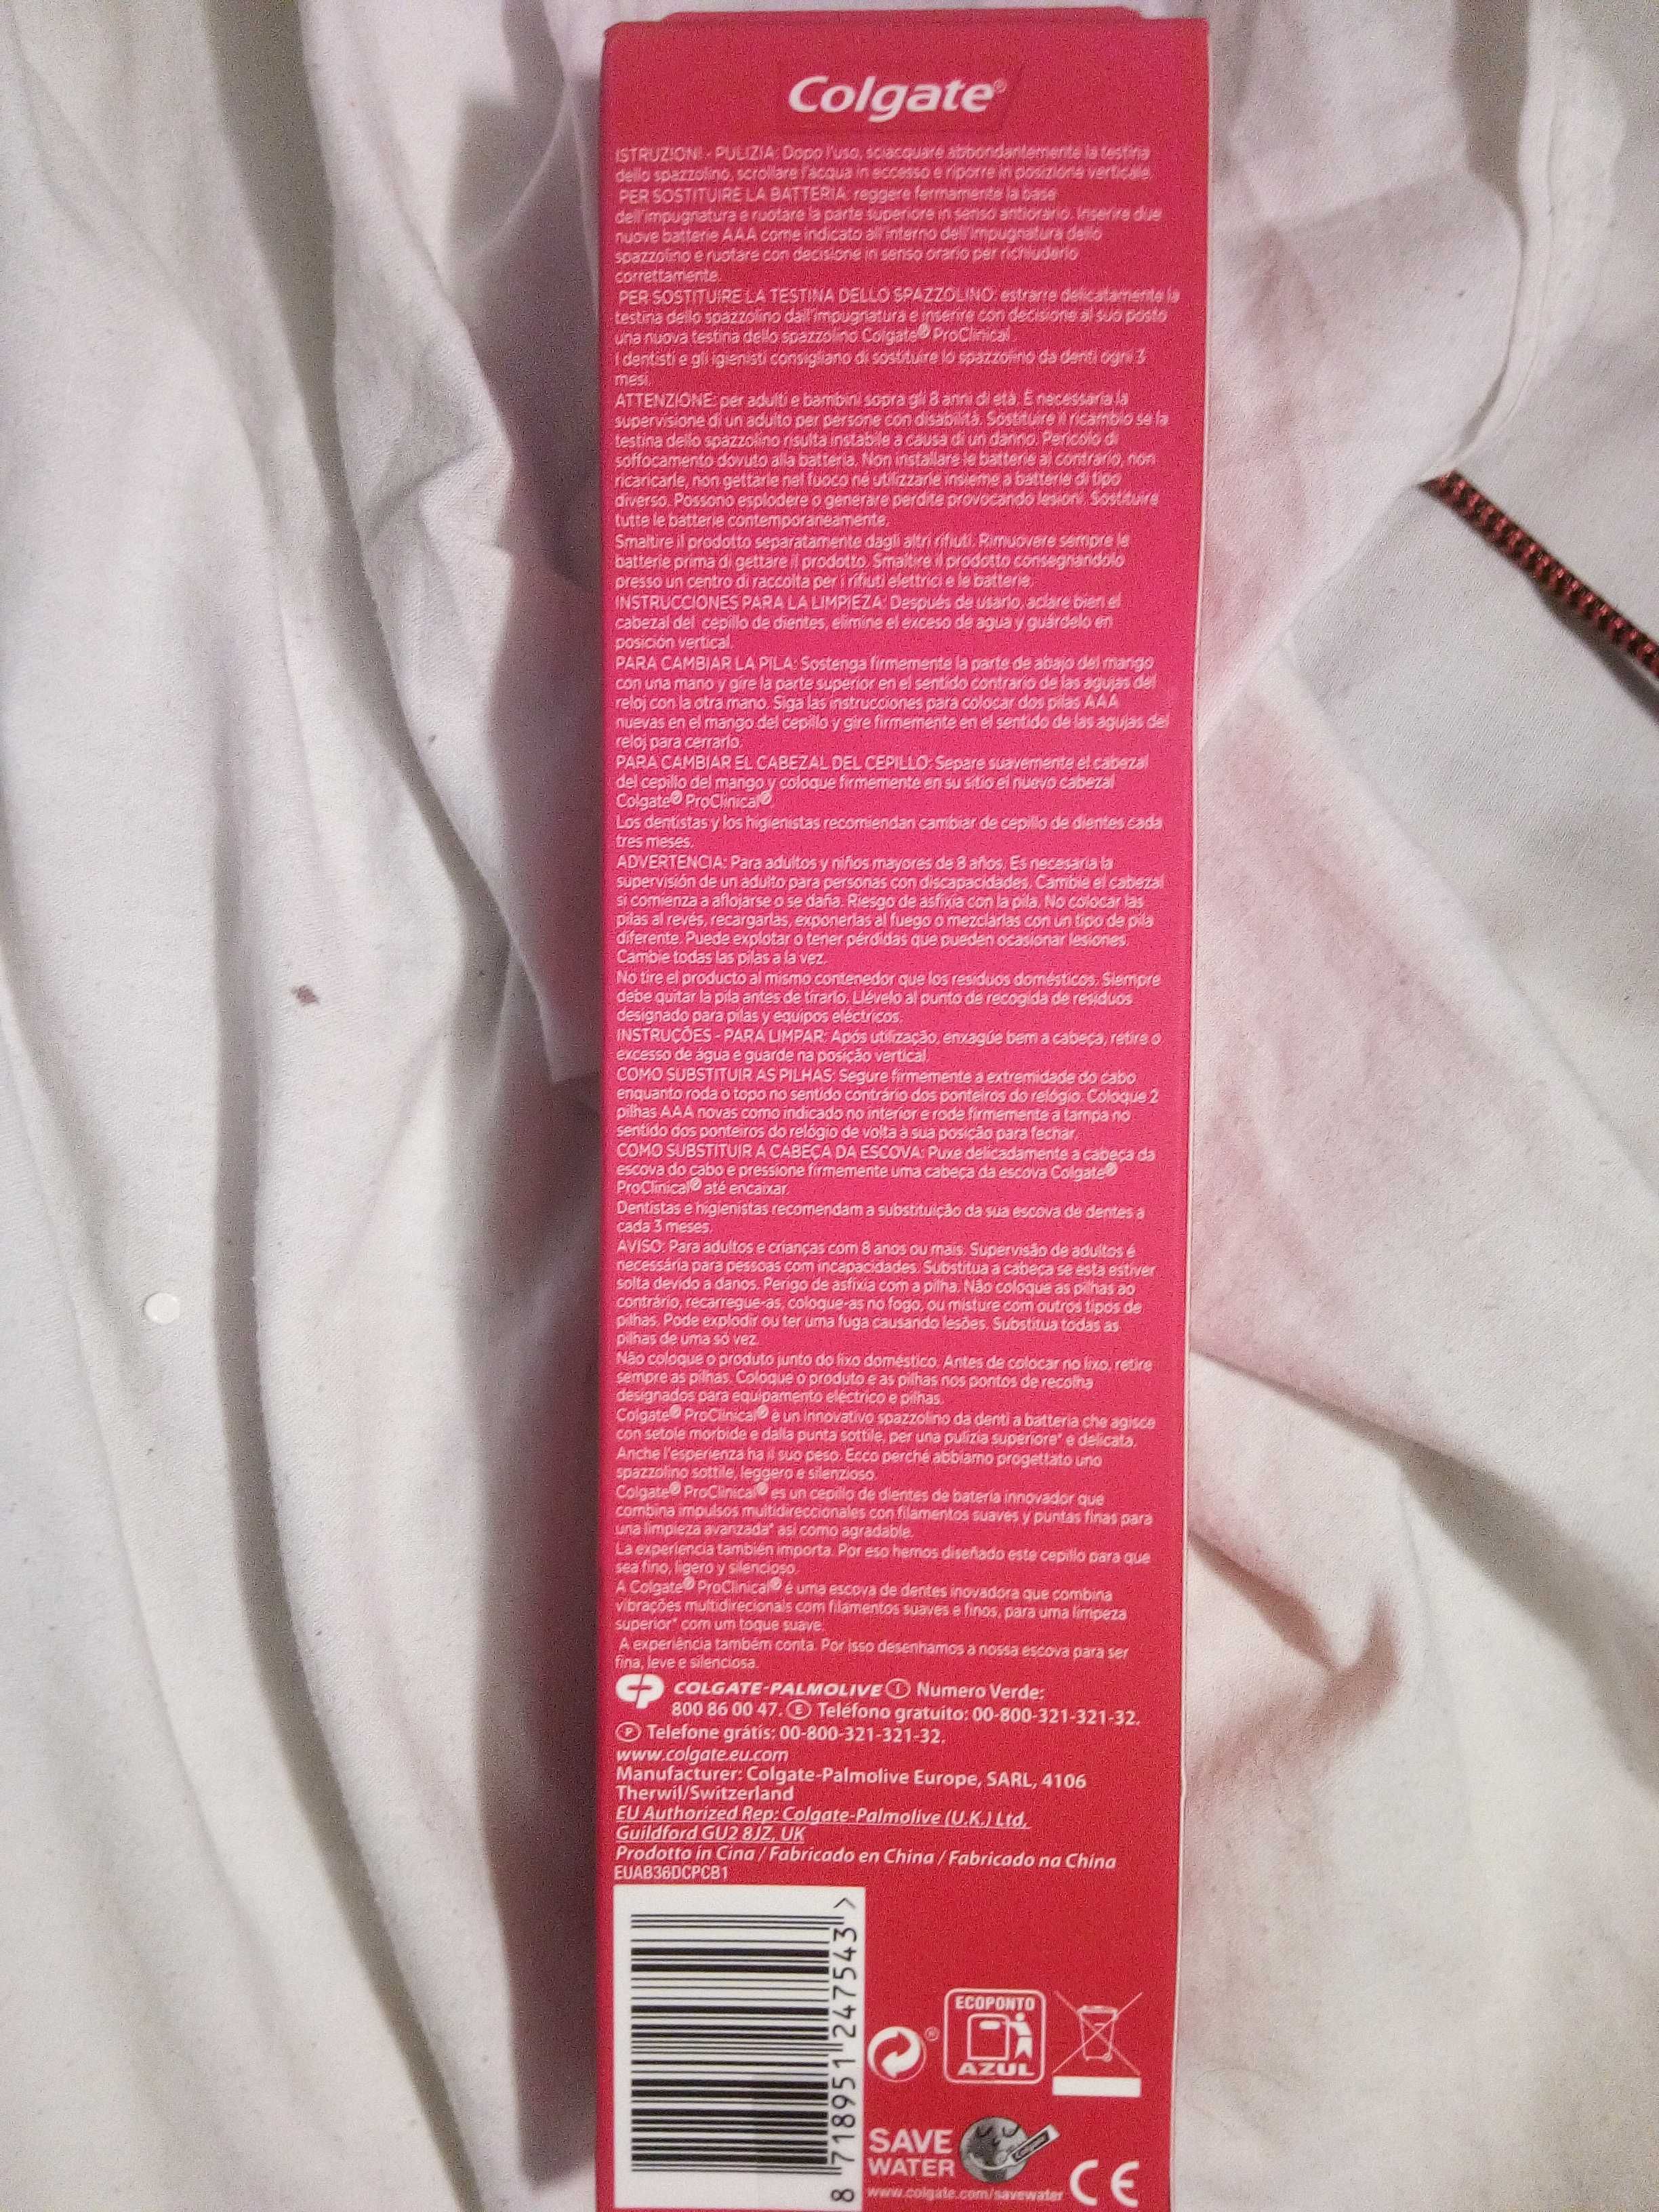 Colgate®
ISTRUZIONI - PULIZIA: Dopo l'uso, sciacquare abbondantemente la testina
dello spazzolino, scrollare l'acqua in eccesso e riporre in posizione verticale.
PER SOSTITUIRE LA BATTERIA: reggere fermamente la base
dell'impugnatura e ruotare la parte superiore in senso antiorario. Inserire due
nuove batterie AAA come indicato all'interno dell'impugnatura dello
spazzolino e ruotare con decisione in senso orario per richiuderlo
correttamente.
PER SOSTITUIRE LA TESTINA DELLO SPAZZOLINO: estrarre delicatamente la
testina dello spazzolino dall'impugnatura e inserire con decisione al suo posto
una nuova testina dello spazzolino Colgate® ProClinical.
I dentisti e gli igienisti consigliano di sostituire lo spazzolino da denti ogni 3
mesi.
ATTENZIONE: per adulti e bambini sopra gli 8 anni di età. È necessaria la
supervisione di un adulto per persone con disabilità. Sostituire il ricambio se la
testina dello spazzolino risulta instabile a causa di un danno. Pericolo di
soffocamento dovuto alla batteria. Non installare le batterie al contrario, non
ricaricarle, non gettarle nel fuoco né utilizzarle insieme a batterie di tipo
diverso. Possono esplodere o generare perdite provocando lesioni. Sostituire
tutte le batterie contemporaneamente.
Smaltire il prodotto separatamente dagli altri rifiuti. Rimuovere sempre le
batterie prima di gettare il prodotto. Smaltire il prodotto consegnandolo
presso un centro di raccolta per i rifiuti elettrici e le batterie.
INSTRUCCIONES PARA LA LIMPIEZA: Después de usarlo, aclare bien el
cabezal del cepillo de dientes, elimine el exceso de agua y guárdelo en
posición vertical.
PARA CAMBIAR LA PILA: Sostenga firmemente la parte de abajo del mango
con una mano y gire la parte superior en el sentido contrario de las agujas del
reloj con la otra mano. Siga las instrucciones para colocar dos pilas AAA
nuevas en el mango del cepillo y gire firmemente en el sentido de las agujas del
reloj para cerrarlo.
PARA CAMBIAR EL CABEZAL DEL CEPILLO: Separe suavemente el cabezal
del cepillo del mango y coloque firmemente en su sitio el nuevo cabezal
Colgate® ProClinical®.
Los dentistas y los higienistas recomiendan cambiar de cepillo de dientes cada
tres meses.
ADVERTENCIA: Para adultos y niños mayores de 8 años. Es necesaria la
supervisión de un adulto para personas con discapacidades. Cambie el cabezal
si comienza a aflojarse o se daña. Riesgo de asfixia con la pila. No colocar las
pilas al revés, recargarlas, exponerlas al fuego o mezclarlas con un tipo de pila
diferente. Puede explotar o tener pérdidas que pueden ocasionar lesiones.
Cambie todas las pilas a la vez.
No tire el producto al mismo contenedor que los residuos domésticos. Siempre
debe quitar la pila antes de tirarlo. Llévelo al punto de recogida de residuos
designado para pilas y equipos eléctricos.
INSTRUÇÕES - PARA LIMPAR: Após utilização, enxagúe bem a cabeça, retire o
excesso de água e guarde na posição vertical.
COMO SUBSTITUIR AS PILHAS: Segure firmemente a extremidade do cabo
enquanto roda o topo no sentido contrário dos ponteiros do relógio. Coloque 2
pilhas AAA novas como indicado no interior e rode firmemente a tampa no
sentido dos ponteiros do relógio de volta à sua posição para fechar.
COMO SUBSTITUIR A CABEÇA DA ESCOVA: Puxe delicadamente a cabeça da
escova do cabo e pressione firmemente uma cabeça da escova Colgate®
ProClinical® até encaixar.
Dentistas e higienistas recomendam a substituição da sua escova de dentes a
cada 3 meses.
AVISO: Para adultos e crianças com 8 anos ou mais. Supervisão de adultos é
necessária para pessoas com incapacidades. Substitua a cabeça se esta estiver
solta devido a danos. Perigo de asfixia com a pilha. Não coloque as pilhas ao
contrário, recarregue-as, coloque-as no fogo, ou misture com outros tipos de
pilhas. Pode explodir ou ter uma fuga causando lesões. Substitua todas as
pilhas de uma só vez.
Não coloque o produto junto do lixo doméstico. Antes de colocar no lixo, retire
sempre as pilhas. Coloque o produto e as pilhas nos pontos de recolha
designados para equipamento eléctrico e pilhas.
Colgate® ProClinical® è un innovativo spazzolino da denti a batteria che agisce
con setole morbide e dalla punta sottile, per una pulizia superiore* e delicata.
Anche l'esperienza ha il suo peso. Ecco perché abbiamo progettato uno
spazzolino sottile, leggero e silenzioso.
Colgate® ProClinical® es un cepillo de dientes de batería innovador que
combina impulsos multidireccionales con filamentos suaves y puntas finas para
una limpieza avanzada* así como agradable.
La experiencia también importa. Por eso hemos diseñado este cepillo para que
sea fino, ligero y silencioso.
A Colgate® ProClinical® é uma escova de dentes inovadora que combina
vibrações multidirecionais com filamentos suaves e finos, para uma limpeza
superior* com um toque suave.
A experiência também conta. Por isso desenhamos a nossa escova para ser
fina, leve e silenciosa.
CP COLGATE-PALMOLIVE I Numero Verde:
800 86 00 47. E Teléfono gratuito: 00-800-321-321-32.
P Telefone grátis: 00-800-321-321-32.
www.colgate.eu.com
Manufacturer: Colgate-Palmolive Europe, SARL, 4106
Therwil/Switzerland
EU Authorized Rep: Colgate-Palmolive (U.K.) Ltd,
Guildford GU2 8JZ, UK
Prodotto in Cina / Fabricado en China / Fabricado na China
EUAB36DCPCB1
8 718951 247543 >
ECOPONTO
AZUL
®
SAVE
WATER
Colgate
www.colgate.com/savewater
CE